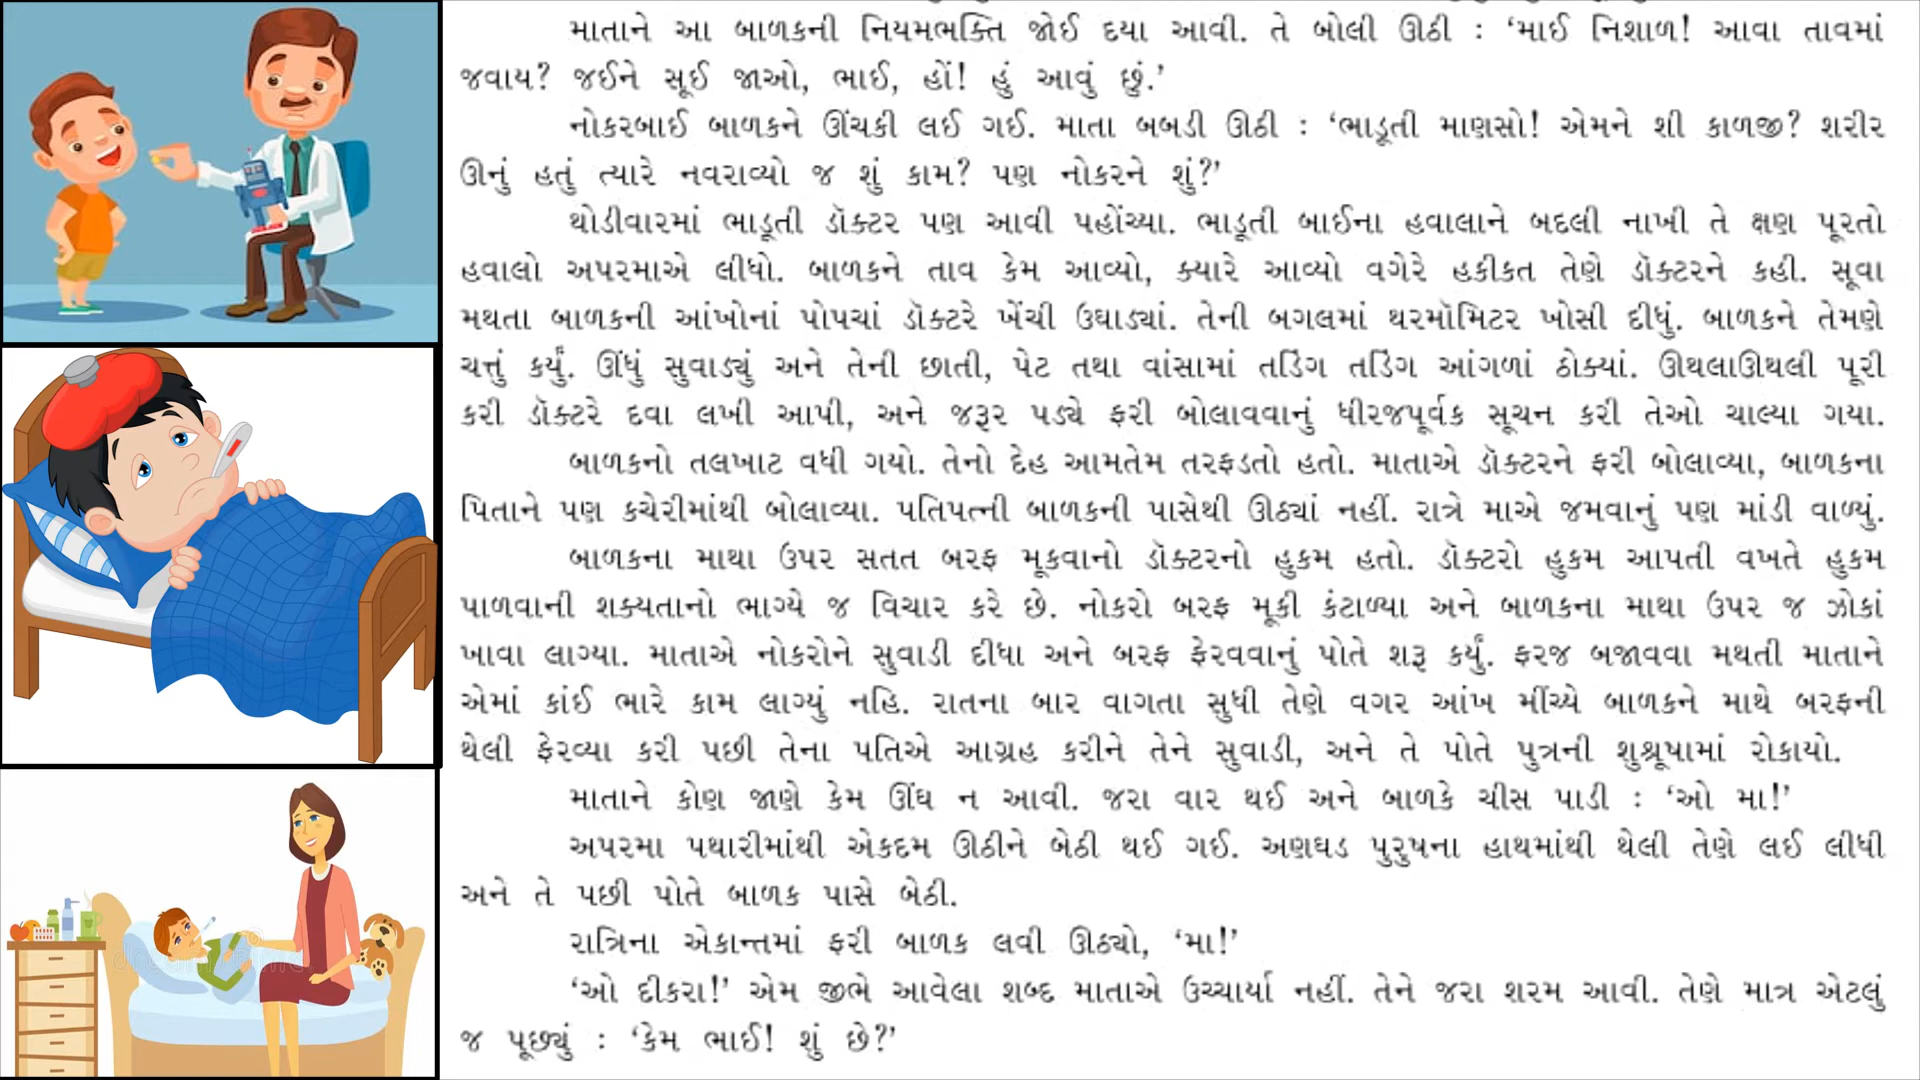 માતાને આ બાળકની નિયમભક્તિ જોઈ દયા આવી. તે બોલી ઊઠી : ‘માઈ નિશાળ! આવા તાવમાં
જવાય? જઈને સૂઈ જાઓ, ભાઈ, હોં! હું આવું છું.’
નોકરબાઈ બાળકને ઊંચકી લઈ ગઈ. માતા બબડી ઊઠી : ‘ભાડૂતી માણસો! એમને શી કાળજી? શરીર
ઊનું હતું ત્યારે નવરાવ્યો જ શું કામ? પણ નોકરને શું?’
થોડીવારમાં ભાડૂતી ડૉક્ટર પણ આવી પહોંચ્યા. ભાડૂતી બાઈના હવાલાને બદલી નાખી તે ક્ષણ પૂરતો
હવાલો અપરમાએ લીધો. બાળકને તાવ કેમ આવ્યો, ક્યારે આવ્યો વગેરે હકીકત તેણે ડૉક્ટરને કહી. સૂવા
મથતા બાળકની આંખોનાં પોપચાં ડૉક્ટરે ખેંચી ઉઘાડ્યાં. તેની બગલમાં થરમૉમિટર ખોસી દીધું. બાળકને તેમણે
ચત્તું કર્યું. ઊંધું સુવાડ્યું અને તેની છાતી, પેટ તથા વાંસામાં તડિંગ તડિંગ આંગળાં ઠોક્યાં. ઊથલાઊથલી પૂરી
કરી ડૉક્ટરે દવા લખી આપી, અને જરૂર પડ્યે ફરી બોલાવવાનું ધીરજપૂર્વક સૂચન કરી તેઓ ચાલ્યા ગયા.
બાળકનો તલખાટ વધી ગયો. તેનો દેહ આમતેમ તરફડતો હતો. માતાએ ડૉક્ટરને ફરી બોલાવ્યા, બાળકના
પિતાને પણ કચેરીમાંથી બોલાવ્યા. પતિપત્ની બાળકની પાસેથી ઊઠ્યાં નહીં. રાત્રે માએ જમવાનું પણ માંડી વાળ્યું.
બાળકના માથા ઉપર સતત બરફ મૂકવાનો ડૉક્ટરનો હુકમ હતો. ડૉક્ટરો હુકમ આપતી વખતે હુકમ
પાળવાની શક્યતાનો ભાગ્યે જ વિચાર કરે છે. નોકરો બરફ મૂકી કંટાળ્યા અને બાળકના માથા ઉપર જ ઝોકાં
ખાવા લાગ્યા. માતાએ નોકરોને સુવાડી દીધા અને બરફ ફેરવવાનું પોતે શરૂ કર્યું. ફરજ બજાવવા મથતી માતાને
એમાં કાંઈ ભારે કામ લાગ્યું નહિ. રાતના બાર વાગતા સુધી તેણે વગર આંખ મીંચ્યે બાળકને માથે બરફની
થેલી ફેરવ્યા કરી પછી તેના પતિએ આગ્રહ કરીને તેને સુવાડી, અને તે પોતે પુત્રની શુશ્રૂષામાં રોકાયો.
માતાને કોણ જાણે કેમ ઊંઘ ન આવી. જરા વાર થઈ અને બાળકે ચીસ પાડી : ‘ઓ મા!’
અપરમા પથારીમાંથી એકદમ ઊઠીને બેઠી થઈ ગઈ. અણઘડ પુરુષના હાથમાંથી થેલી તેણે લઈ લીધી
અને તે પછી પોતે બાળક પાસે બેઠી.
રાત્રિના એકાન્તમાં ફરી બાળક લવી ઊઠ્યો, ‘મા!’
‘ઓ દીકરા!’ એમ જીભે આવેલા શબ્દ માતાએ ઉચ્ચાર્યા નહીં. તેને જરા શરમ આવી. તેણે માત્ર એટલું
જ પૂછ્યું : ‘કેમ ભાઈ! શું છે?’